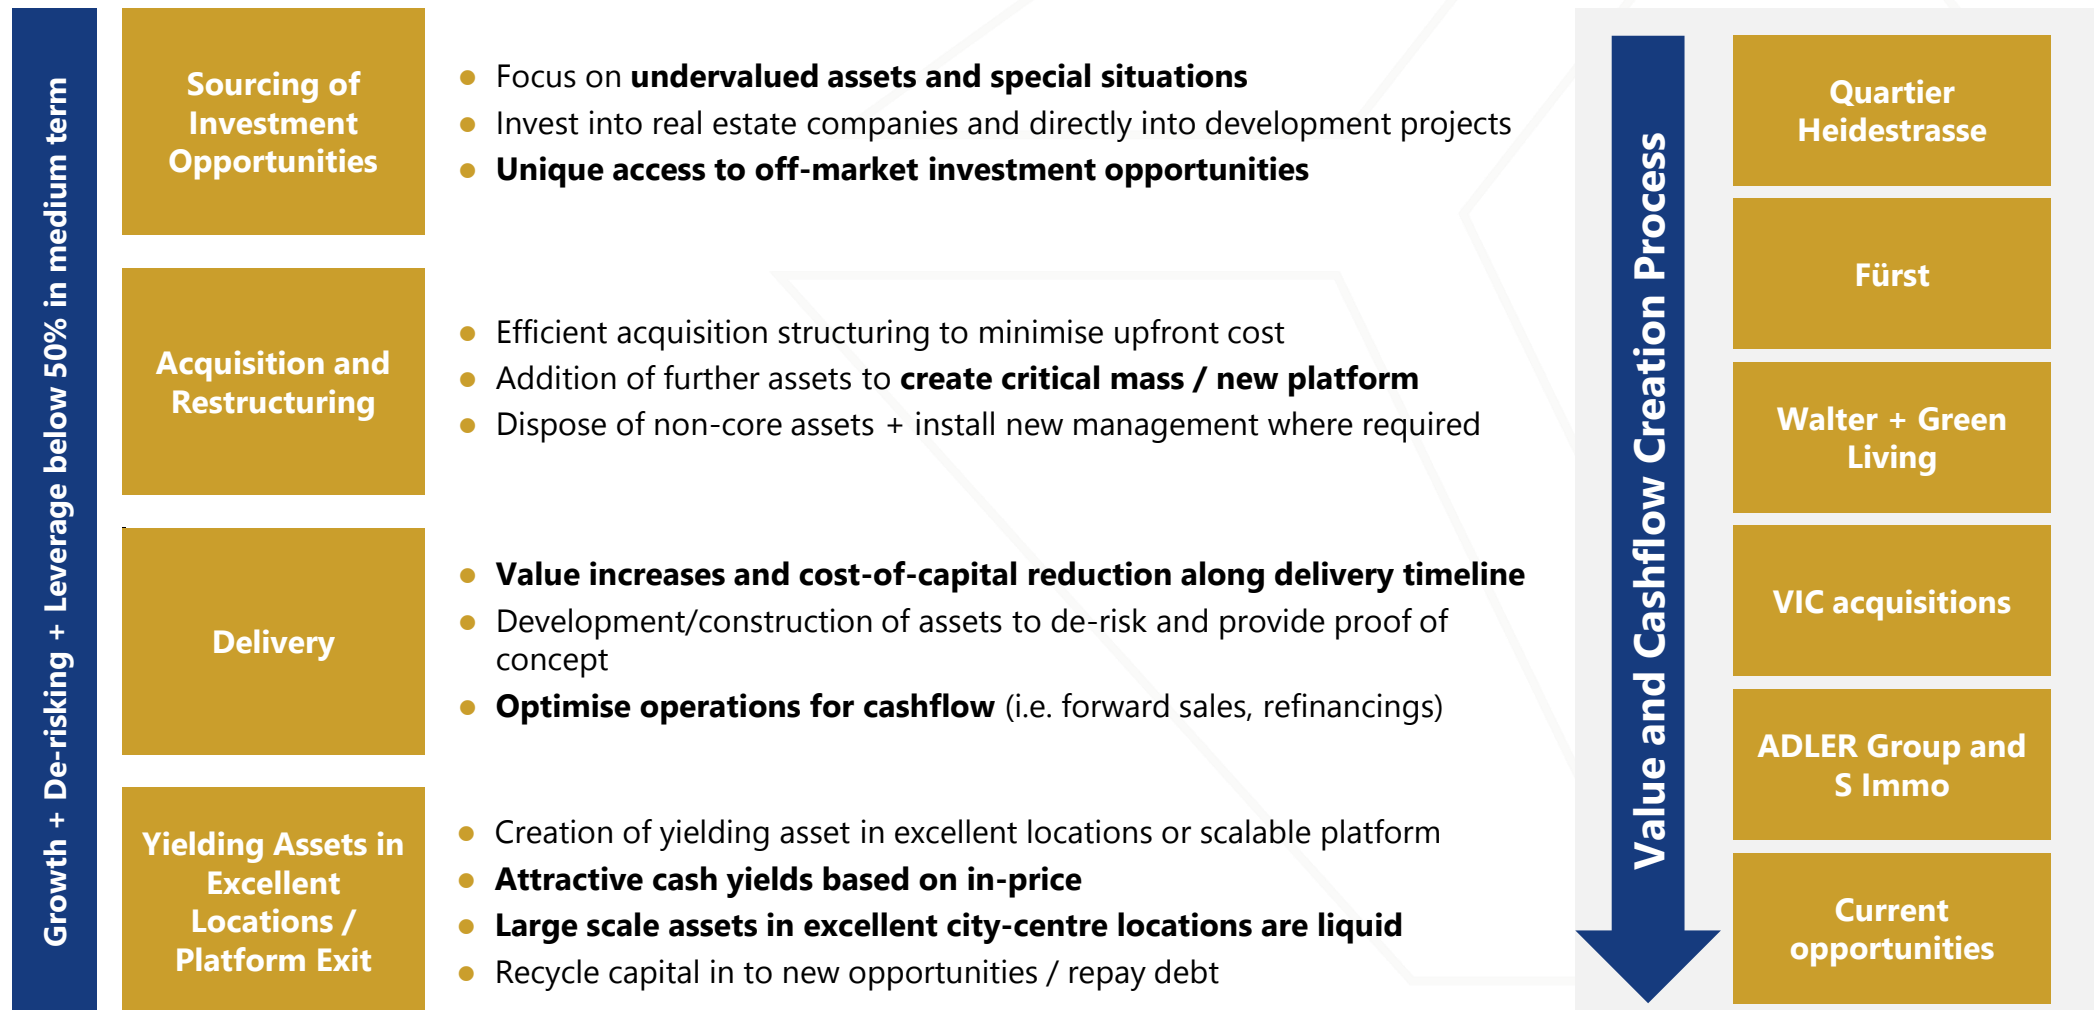 Growth + De-risking + Leverage below 50% in medium term
Sourcing of
Investment
Opportunities
● Focus on undervalued assets and special situations
● Invest into real estate companies and directly into development projects
● Unique access to off-market investment opportunities
Acquisition and
Restructuring
● Efficient acquisition structuring to minimise upfront cost
● Addition of further assets to create critical mass / new platform
● Dispose of non-core assets + install new management where required
Delivery
● Value increases and cost-of-capital reduction along delivery timeline
● Development/construction of assets to de-risk and provide proof of
concept
● Optimise operations for cashflow (i.e. forward sales, refinancings)
Yielding Assets in
Excellent
Locations /
Platform Exit
● Creation of yielding asset in excellent locations or scalable platform
● Attractive cash yields based on in-price
● Large scale assets in excellent city-centre locations are liquid
● Recycle capital in to new opportunities / repay debt
Value and Cashflow Creation Process
Quartier
Heidestrasse
Fürst
Walter + Green
Living
VIC acquisitions
ADLER Group and
S Immo
Current
opportunities